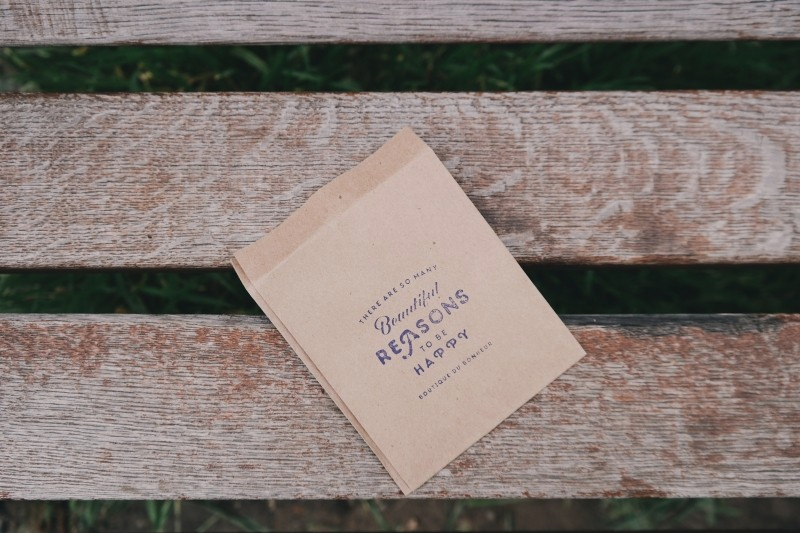 THERE ARE SO MANY
Beautiful
REASONS
TO BE
HAPPY
BOUTIQUE DU BONHEUR